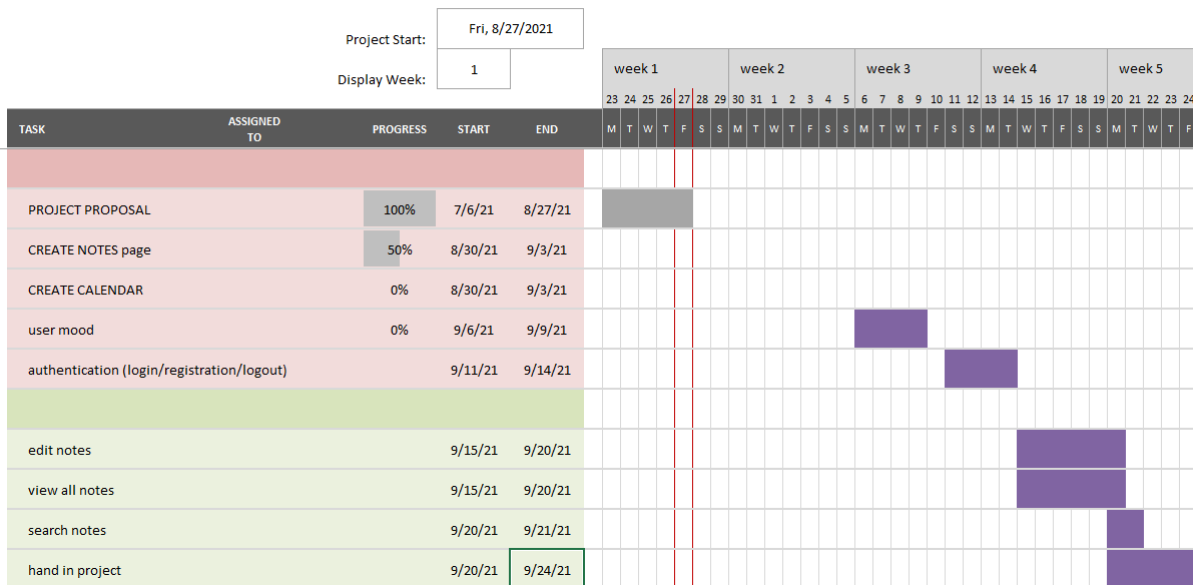 Project Start: Fri, 8/27/2021
Display Week: 1
week 1 week 2 week 3 week 4 week 5
23 24 25 26 27 28 29 30 31 1 2 3 4 5 6 7 8 9 10 11 12 13 14 15 16 17 18 19 20 21 22 23 24
TASK ASSIGNED TO PROGRESS START END M T W T F S S M T W T F S S M T W T F S S M T W T F S S M T W T F
PROJECT PROPOSAL 100% 7/6/21 8/27/21
CREATE NOTES page 50% 8/30/21 9/3/21
CREATE CALENDAR 0% 8/30/21 9/3/21
user mood 0% 9/6/21 9/9/21
authentication (login/registration/logout) 9/11/21 9/14/21
edit notes 9/15/21 9/20/21
view all notes 9/15/21 9/20/21
search notes 9/20/21 9/21/21
hand in project 9/20/21 9/24/21